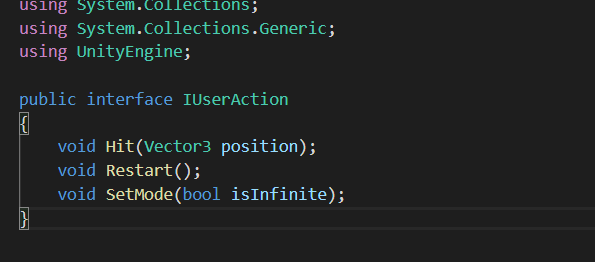 using System.Collections;
using System.Collections.Generic;
using UnityEngine;
public interface IUserAction
{
void Hit(Vector3 position);
void Restart();
void SetMode(bool isInfinite);
}